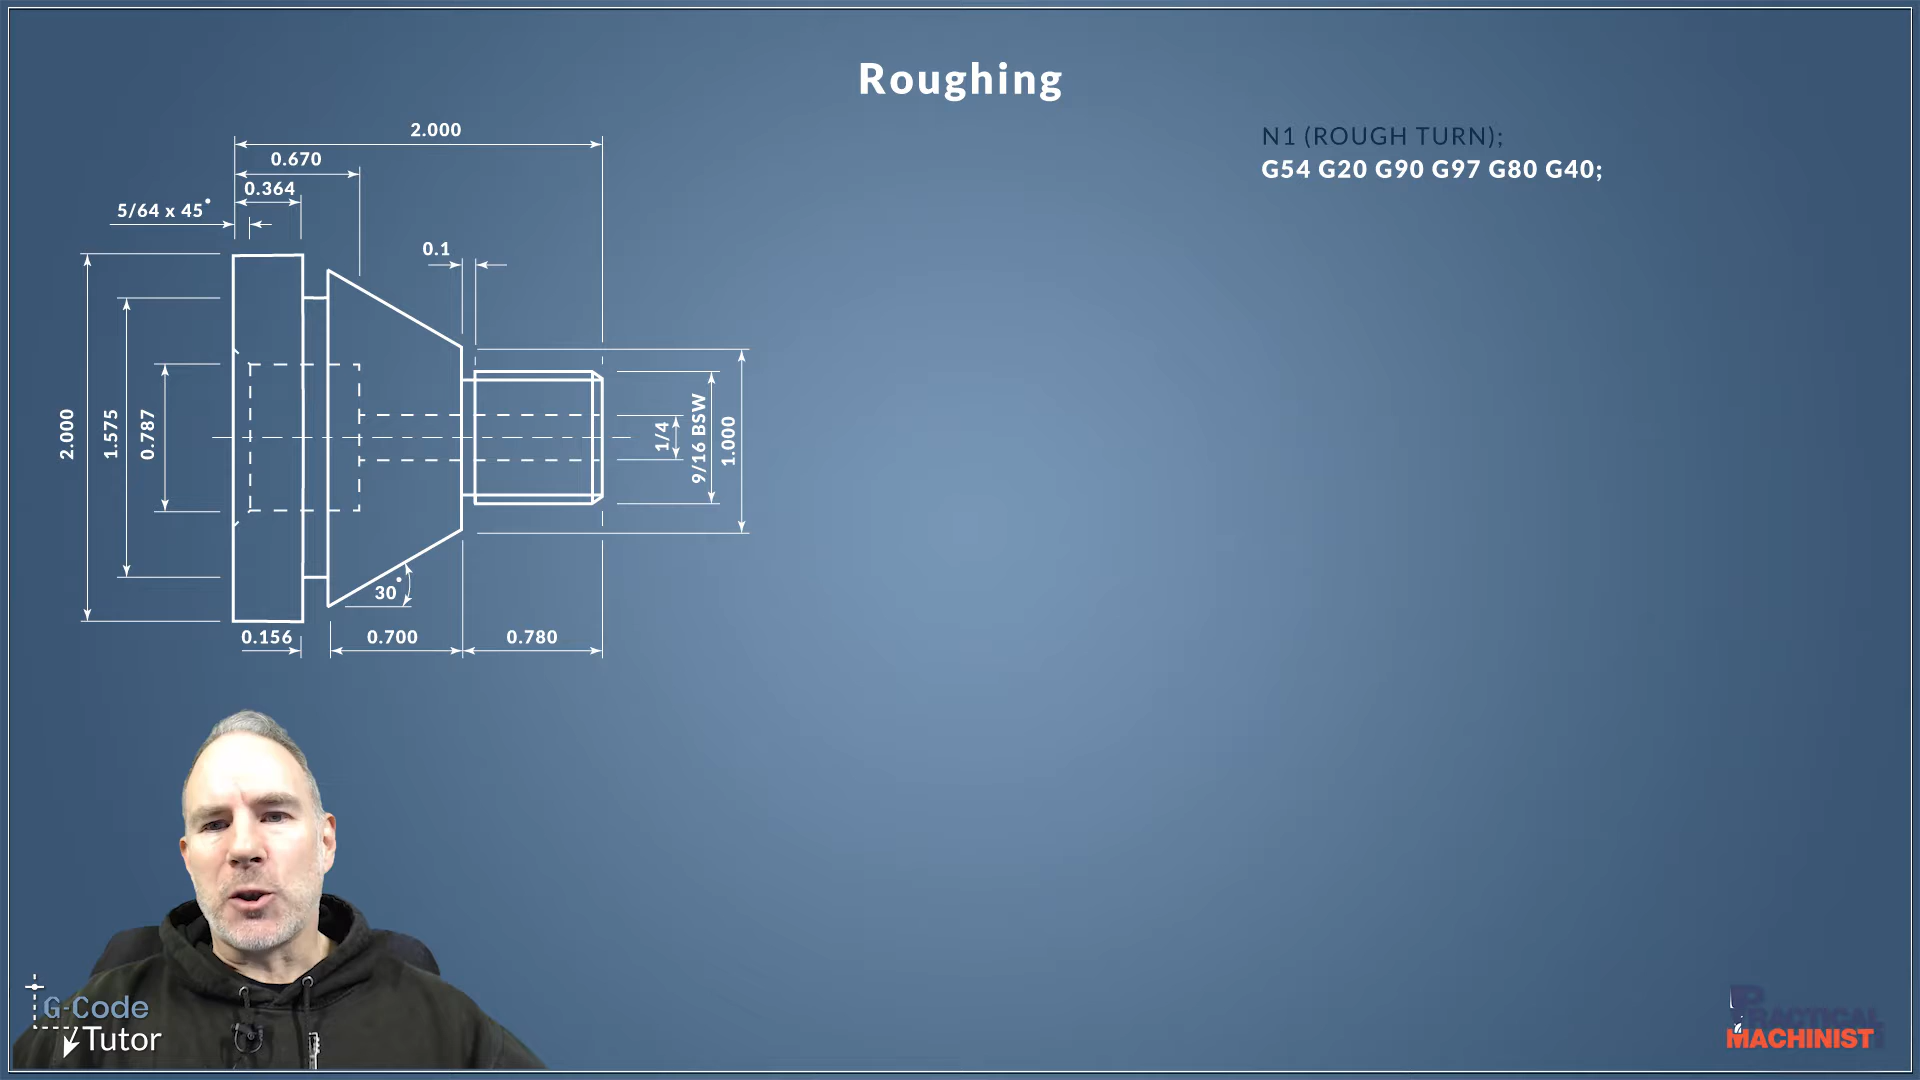 Roughing
N1 (ROUGH TURN);
G54 G20 G90 G97 G80 G40;
2.000
0.670
0.364
5/64 x 45°
0.1
2.000
1.575
0.787
1/4
9/16 BSW
1.000
30°
0.156
0.700
0.780
G-Code
Tutor
PRACTICAL
MACHINIST